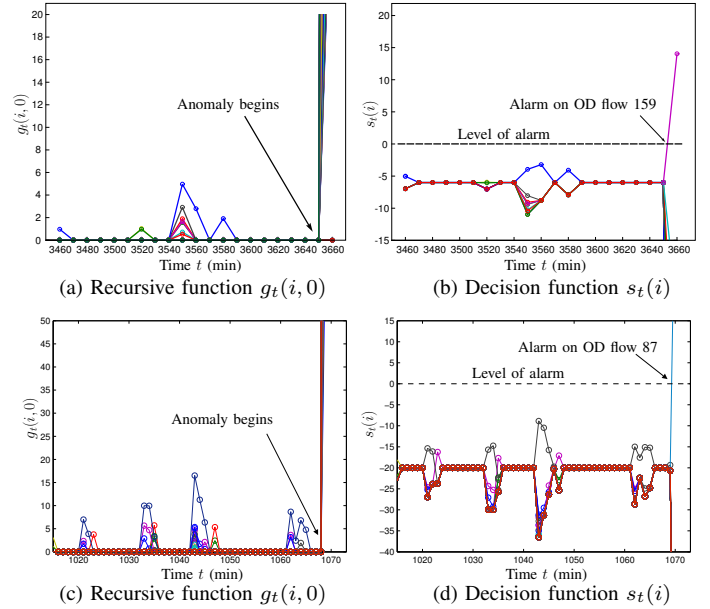 20
18
16
14
12
10
8
6
4
2
0
g_t(i, 0)
Anomaly begins
3460 3480 3500 3520 3540 3560 3580 3600 3620 3640 3660
Time t (min)
(a) Recursive function g_t(i, 0)
15
10
5
0
-5
-10
-15
s_t(i)
Alarm on OD flow 159
Level of alarm
3460 3480 3500 3520 3540 3560 3580 3600 3620 3640 3660
Time t (min)
(b) Decision function s_t(i)
50
45
40
35
30
25
20
15
10
5
0
g_t(i, 0)
Anomaly begins
1020 1030 1040 1050 1060 1070
Time t (min)
(c) Recursive function g_t(i, 0)
15
10
5
0
−5
−10
−15
−20
−25
−30
−35
−40
s_t(i)
Alarm on OD flow 87
Level of alarm
1020 1030 1040 1050 1060 1070
Time t (min)
(d) Decision function s_t(i)